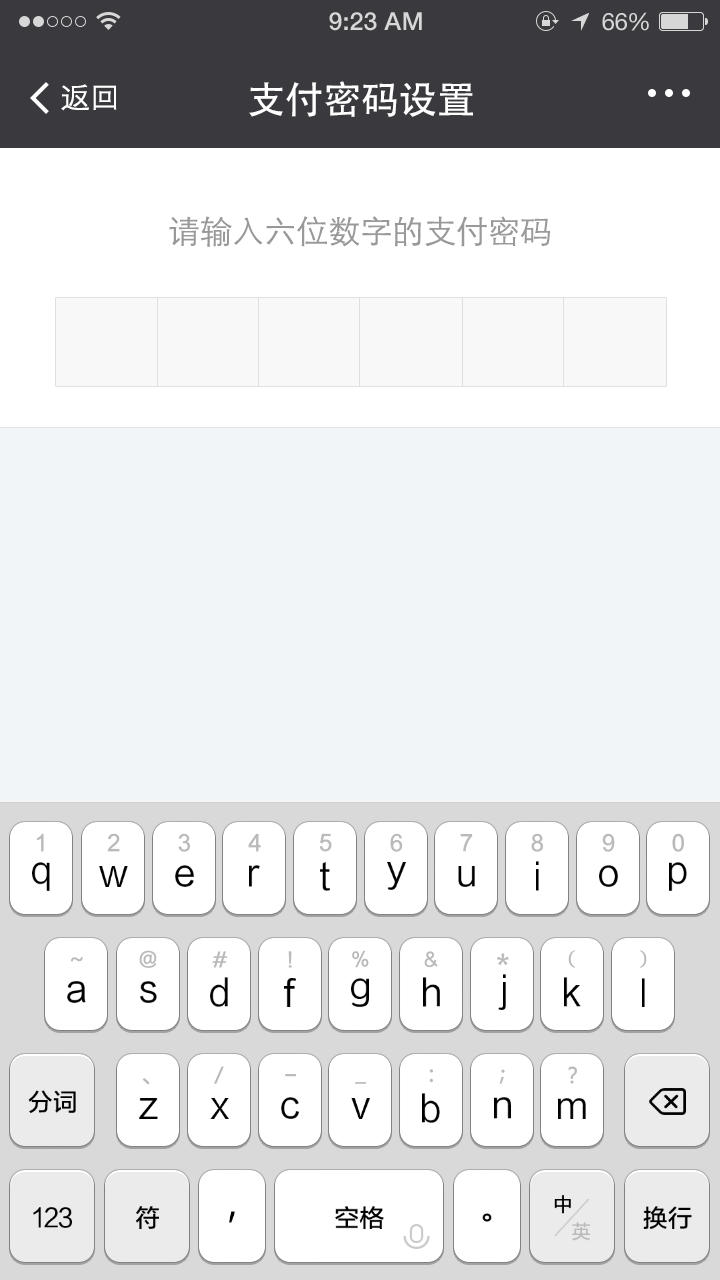 9:23 AM 66%
返回 支付密码设置
请输入六位数字的支付密码
1 2 3 4 5 6 7 8 9 0
q w e r t y u i o p
~ @ # ! % & * ( )
a s d f g h j k l
、 / - _ : ; ?
分词 z x c v b n m
123 符 , 空格 。 中/英 换行